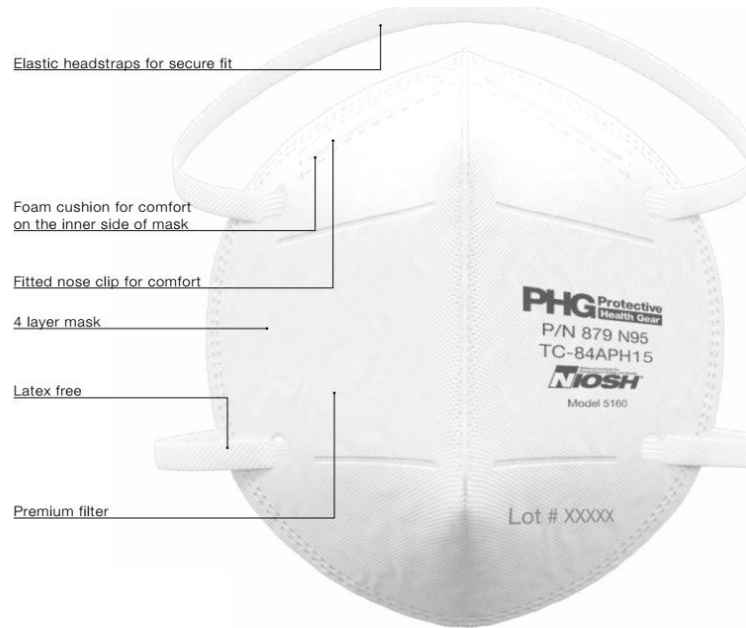 Elastic headstraps for secure fit
Foam cushion for comfort
on the inner side of mask
Fitted nose clip for comfort
4 layer mask
Latex free
Premium filter
PHG Protective
Health Gear
P/N 879 N95
TC-84APH15
NIOSH
Model 5160
Lot # XXXXX